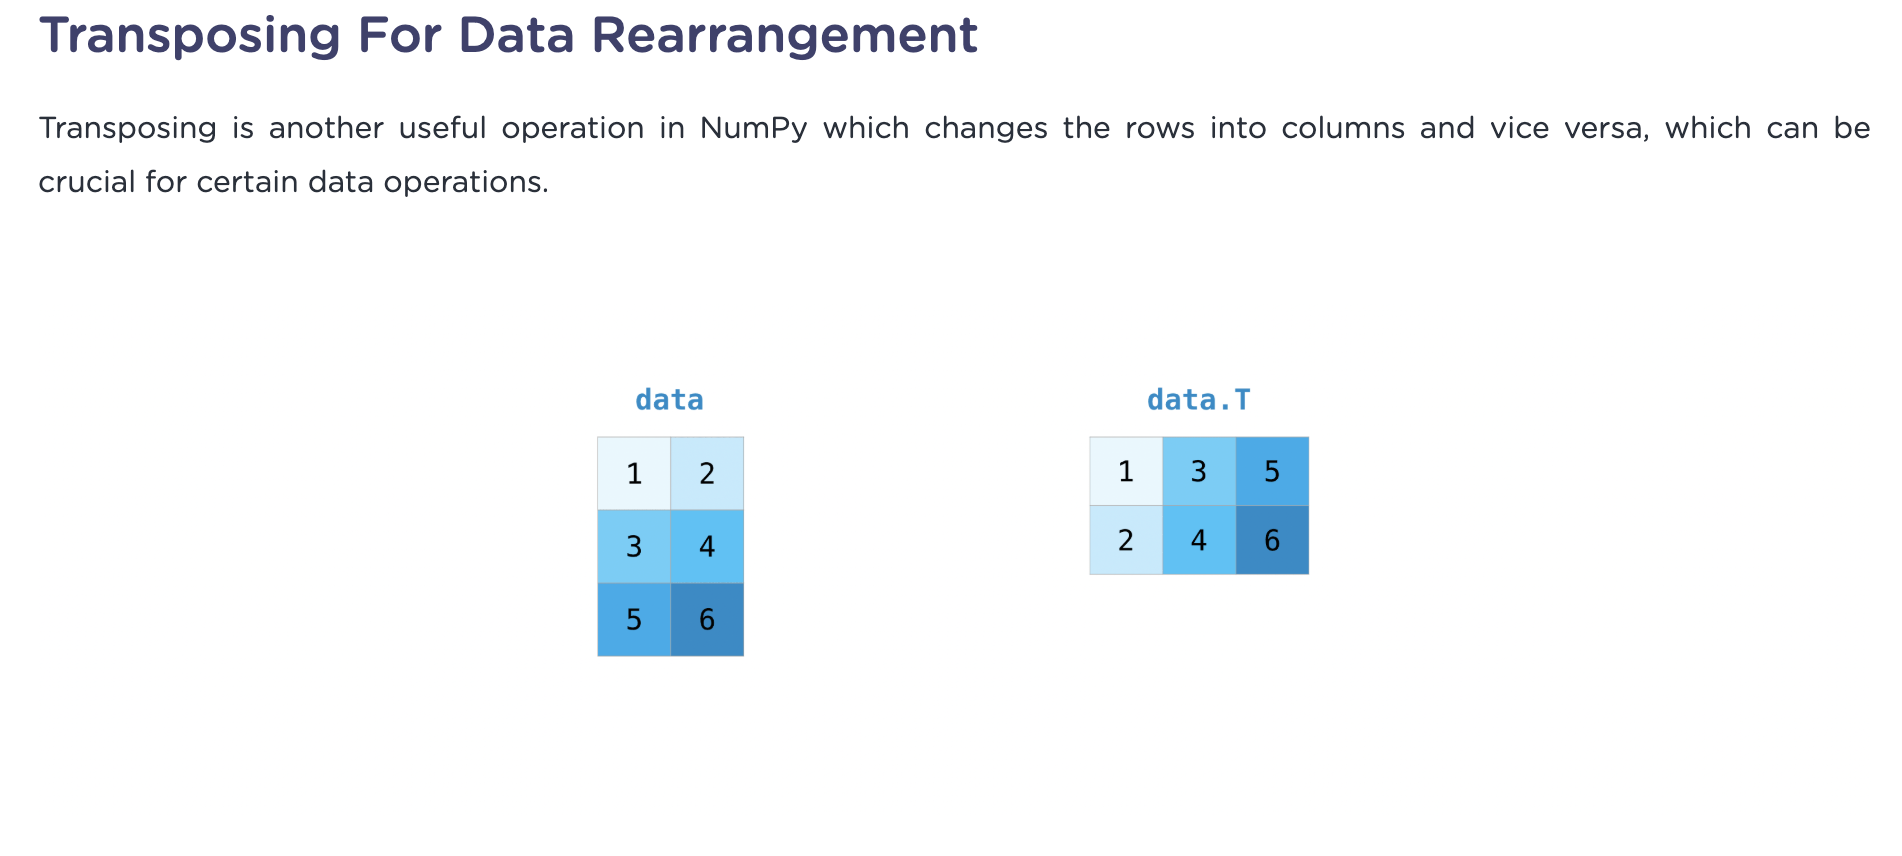 Transposing For Data Rearrangement
Transposing is another useful operation in NumPy which changes the rows into columns and vice versa, which can be
crucial for certain data operations.
data
1 2
3 4
5 6
data.T
1 3 5
2 4 6